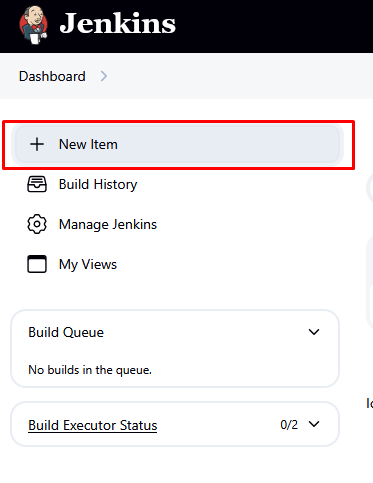 Jenkins
Dashboard
New Item
Build History
Manage Jenkins
My Views
Build Queue
No builds in the queue.
Build Executor Status 0/2